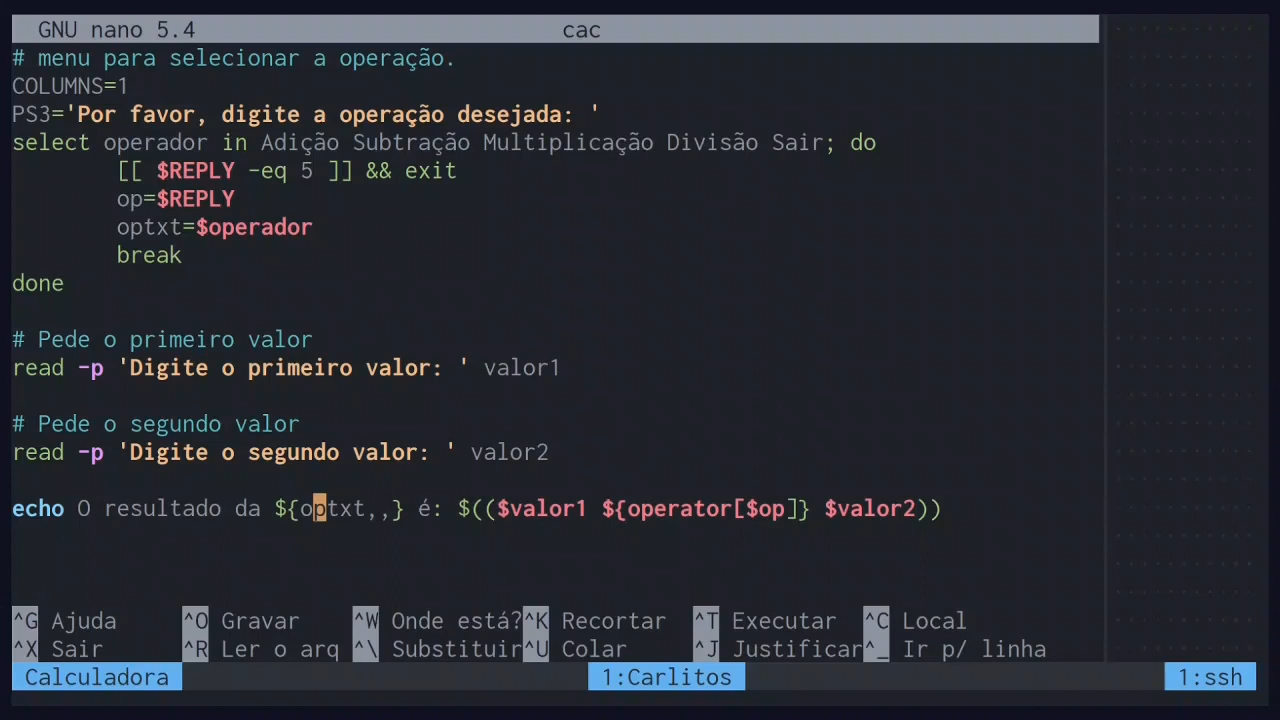 GNU nano 5.4 cac
# menu para selecionar a operação.
COLUMNS=1
PS3='Por favor, digite a operação desejada: '
select operador in Adição Subtração Multiplicação Divisão Sair; do
[[ $REPLY -eq 5 ]] && exit
op=$REPLY
optxt=$operador
break
done
# Pede o primeiro valor
read -p 'Digite o primeiro valor: ' valor1
# Pede o segundo valor
read -p 'Digite o segundo valor: ' valor2
echo O resultado da ${optxt,,} é: $(($valor1 ${operator[$op]} $valor2))
^G Ajuda ^O Gravar ^W Onde está? ^K Recortar ^T Executar ^C Local
^X Sair ^R Ler o arq ^\ Substituir ^U Colar ^J Justificar ^_ Ir p/ linha
Calculadora 1:Carlitos 1:ssh